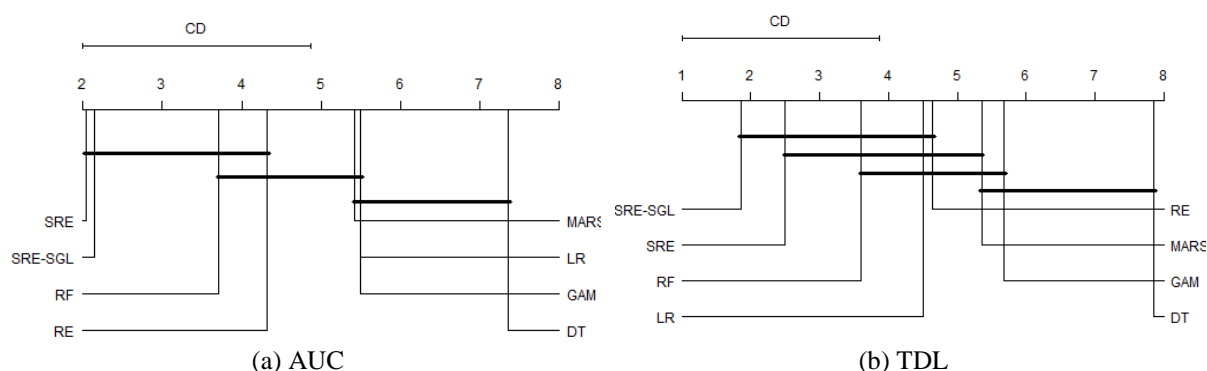 CD
2 3 4 5 6 7 8
SRE
SRE-SGL
RF
RE
MARS
LR
GAM
DT
(a) AUC
CD
1 2 3 4 5 6 7 8
SRE-SGL
SRE
RF
LR
RE
MARS
GAM
DT
(b) TDL